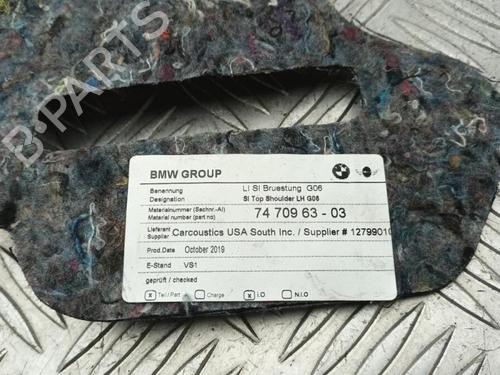 B-PARTS
BMW GROUP
Benennung LI SI Bruestung G06
Designation SI Top Shoulder LH G06
Materialnummer (Sachnr.-AI)
Material number (part no) 74 709 63 - 03
Lieferant
Supplier Carcoustics USA South Inc. / Supplier # 12799010
Prod.Date October 2019
E-Stand VS1
geprüft / checked
x Teil / Part Charge x I.O N.I.O